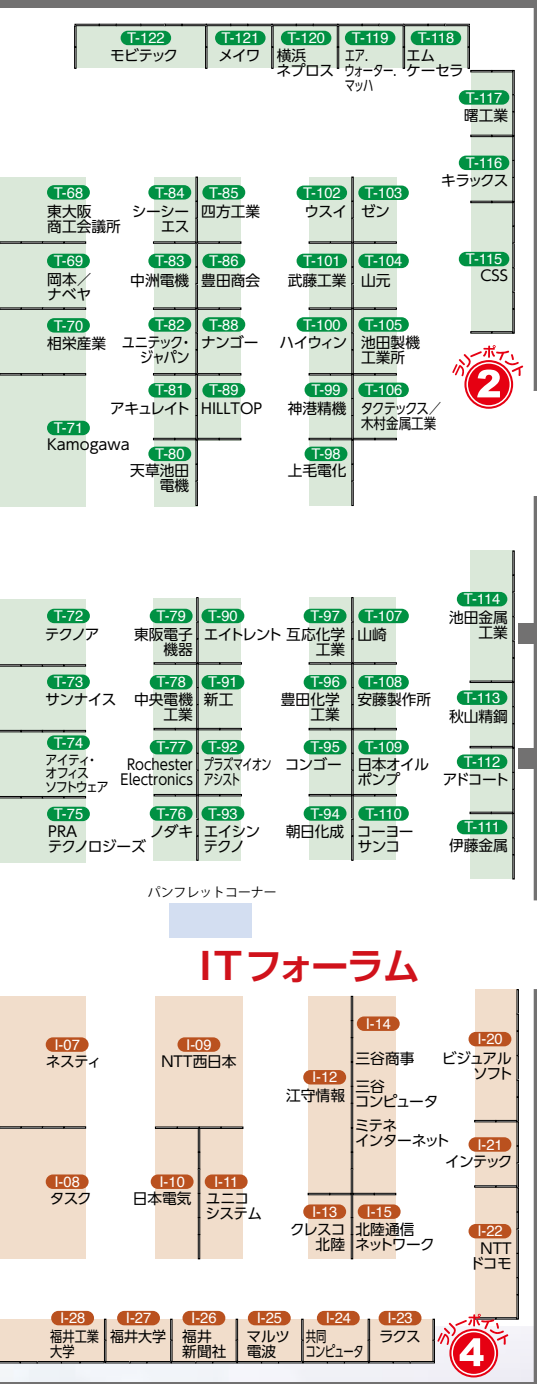 T-122
モビテック
T-121
メイワ
T-120
横浜
ネプロス
T-119
エア.
ウォーター.
マッハ
T-118
エム
ケーセラ
T-117
曙工業
T-116
キラックス
T-115
CSS
ラリーポイント
2
T-68
東大阪
商工会議所
T-84
シーシー
エス
T-85
四方工業
T-102
ウスイ
T-103
ゼン
T-69
岡本／
ナベヤ
T-83
中洲電機
T-86
豊田商会
T-101
武藤工業
T-104
山元
T-70
相栄産業
T-82
ユニテック・
ジャパン
T-88
ナンゴー
T-100
ハイウィン
T-105
池田製機
工業所
T-71
Kamogawa
T-81
アキュレイト
T-89
HILLTOP
T-99
神港精機
T-106
タクテックス／
木村金属工業
T-80
天草池田
電機
T-98
上毛電化
T-114
池田金属
工業
T-72
テクノア
T-79
東阪電子
機器
T-90
エイトレント
T-97
互応化学
工業
T-107
山崎
T-73
サンナイス
T-78
中央電機
工業
T-91
新工
T-96
豊田化学
工業
T-108
安藤製作所
T-113
秋山精鋼
T-74
アイティ・
オフィス
ソフトウェア
T-77
Rochester
Electronics
T-92
プラズマイオン
アシスト
T-95
コンゴー
T-109
日本オイル
ポンプ
T-112
アドコート
T-75
PRA
テクノロジーズ
T-76
ノダキ
T-93
エイシン
テクノ
T-94
朝日化成
T-110
コーヨー
サンコ
T-111
伊藤金属
パンフレットコーナー
ITフォーラム
I-07
ネスティ
I-09
NTT西日本
I-12
江守情報
I-14
三谷商事
三谷
コンピュータ
ミテネ
インターネット
I-20
ビジュアル
ソフト
I-21
インテック
I-08
タスク
I-10
日本電気
I-11
ユニコ
システム
I-13
クレスコ
北陸
I-15
北陸通信
ネットワーク
I-22
NTT
ドコモ
I-28
福井工業
大学
I-27
福井大学
I-26
福井
新聞社
I-25
マルツ
電波
I-24
共同
コンピュータ
I-23
ラクス
ラリーポイント
4